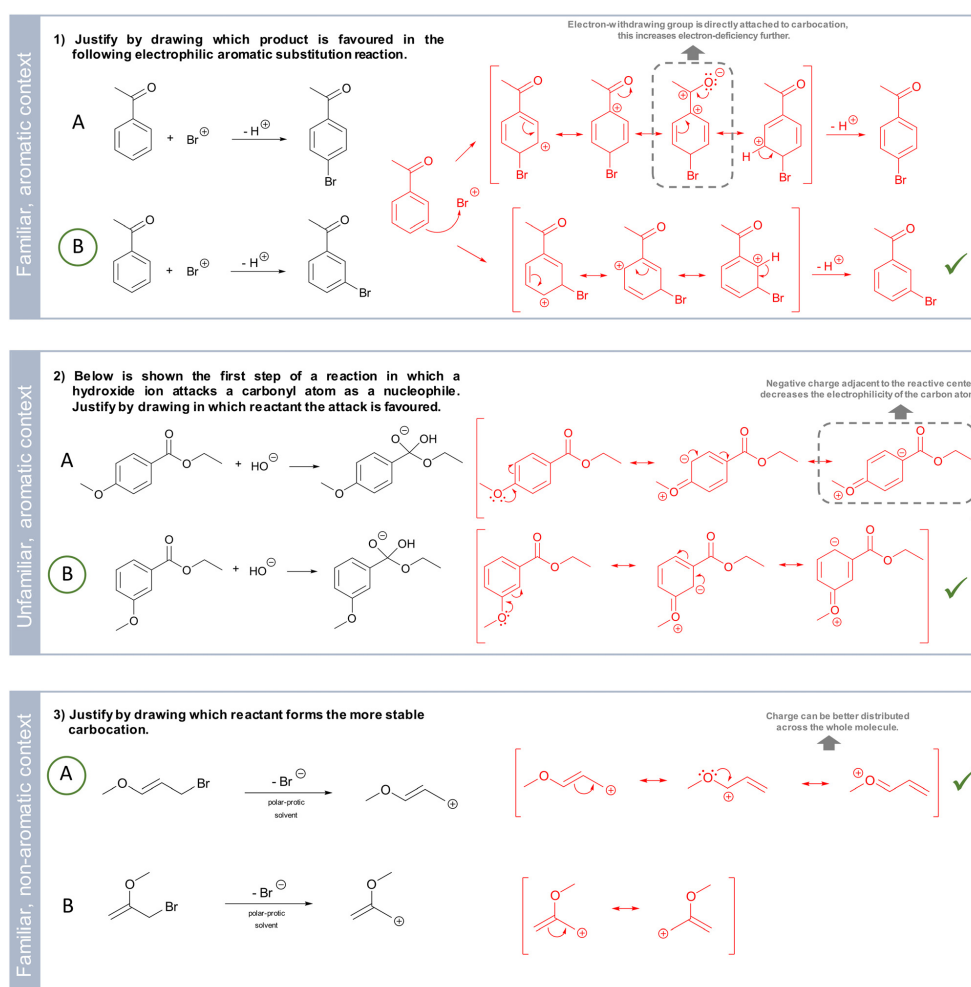 Familiar, aromatic context
1) Justify by drawing which product is favoured in the
following electrophilic aromatic substitution reaction.
Electron-withdrawing group is directly attached to carbocation,
this increases electron-deficiency further.
A
O
+ Br⊕
- H⊕
O
Br
B
O
+ Br⊕
- H⊕
O
Br
O
Br⊕
O
⊕
Br
O
⊕
Br
O⊖
⊕
⊕
Br
O
⊕
H
Br
- H⊕
O
Br
O
⊕
Br
O
⊕
Br
O
⊕
H
Br
- H⊕
O
Br
✓
Unfamiliar, aromatic context
2) Below is shown the first step of a reaction in which a
hydroxide ion attacks a carbonyl atom as a nucleophile.
Justify by drawing in which reactant the attack is favoured.
Negative charge adjacent to the reactive cente
decreases the electrophilicity of the carbon ator
A
O
O
O
+ HO⊖
⊖
O OH
O
O
O
O
O
⊖
O
O
O
⊕
⊖
O
O
O
⊕
B
O
O
O
+ HO⊖
⊖
O OH
O
O
O
O
O
O
O
⊖
O
⊕
⊖
O
O
O
⊕
✓
Familiar, non-aromatic context
3) Justify by drawing which reactant forms the more stable
carbocation.
Charge can be better distributed
across the whole molecule.
A
O
Br
- Br⊖
polar-protic
solvent
O
⊕
O
⊕
O
⊕
⊕
O
✓
B
O
Br
- Br⊖
polar-protic
solvent
O
⊕
O
⊕
O
⊕